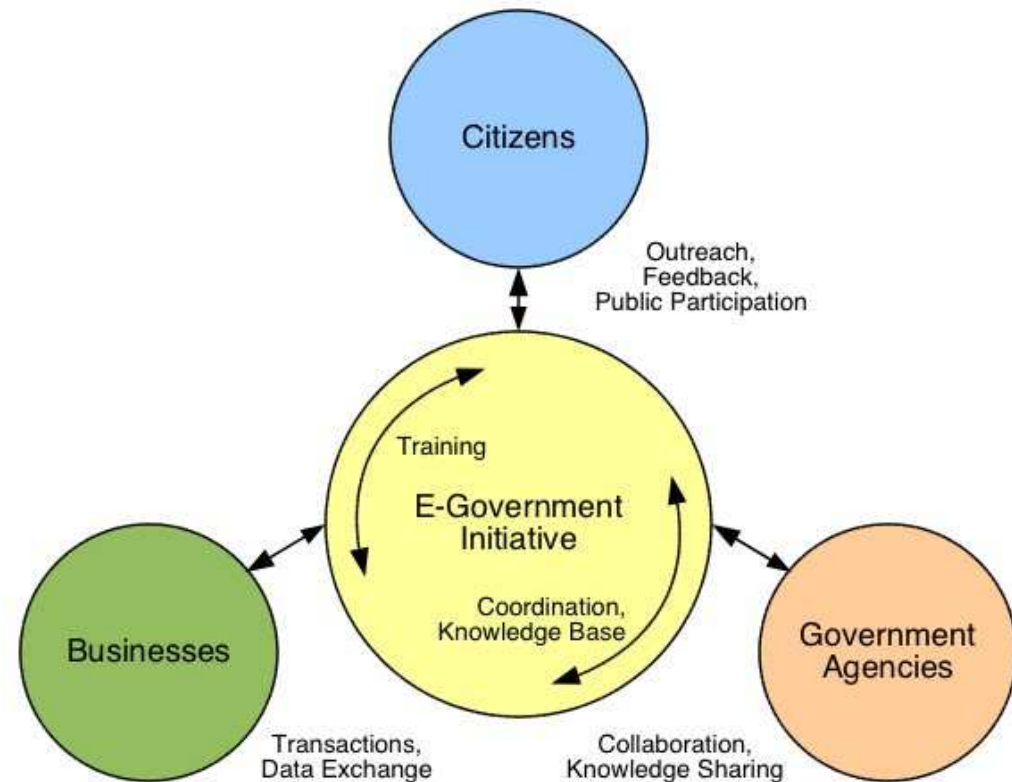 Citizens
Outreach,
Feedback,
Public Participation
Training
E-Government
Initiative
Coordination,
Knowledge Base
Businesses
Government
Agencies
Transactions,
Data Exchange
Collaboration,
Knowledge Sharing